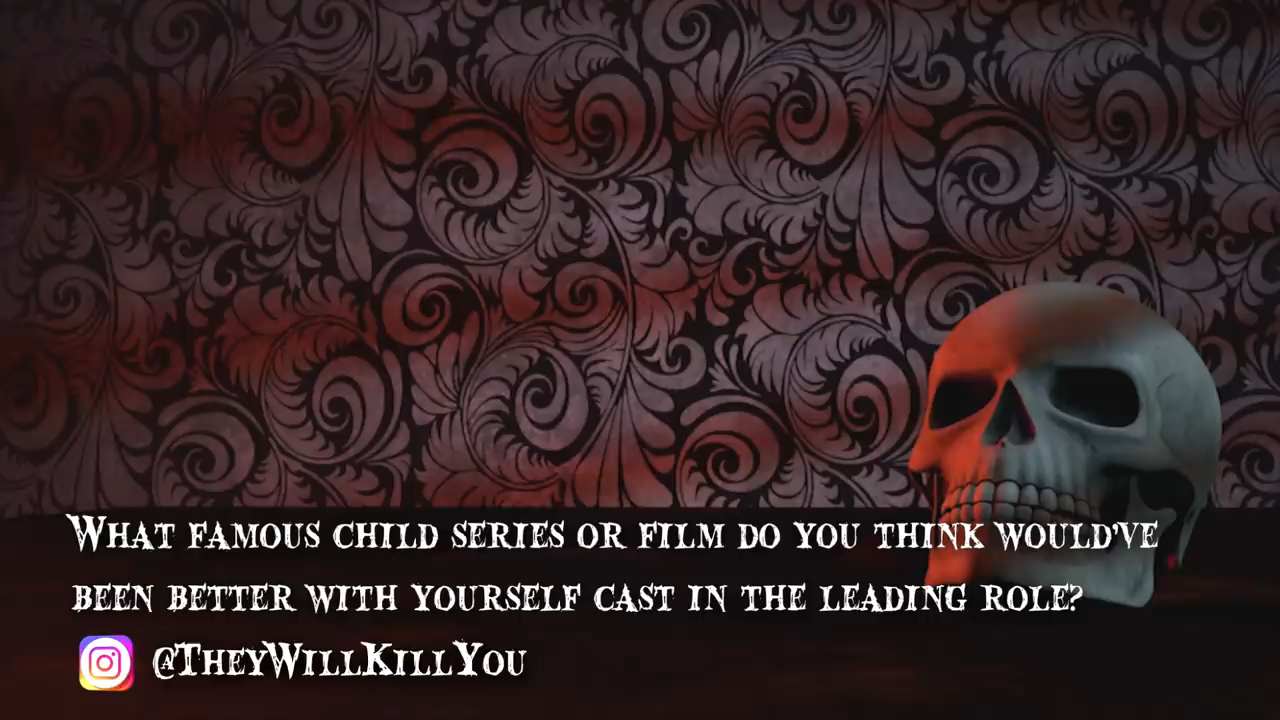 What famous child series or film do you think would've
been better with yourself cast in the leading role?
@TheyWillKillYou